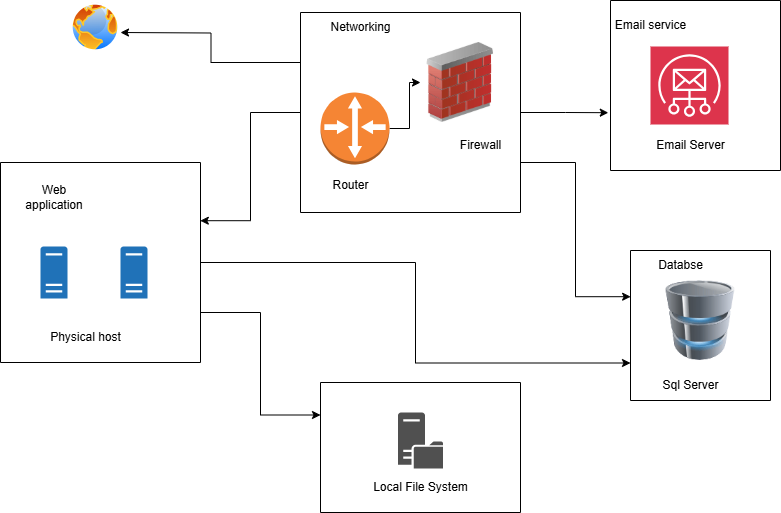 Networking
Email service
Firewall
Email Server
Router
Web
application
Physical host
Databse
Sql Server
Local File System